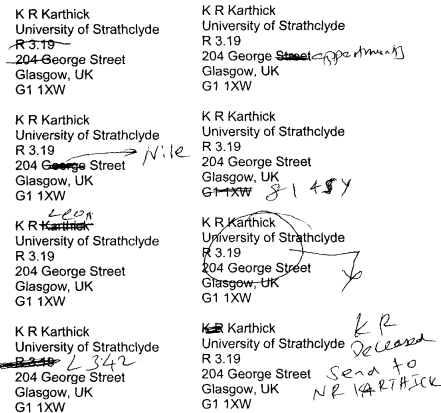 K R Karthick
University of Strathclyde
R 3.19
204 George Street
Glasgow, UK
G1 1XW
K R Karthick
University of Strathclyde
R 3.19
204 George Street appartments
Glasgow, UK
G1 1XW
K R Karthick
University of Strathclyde
R 3.19
204 George Street Nile
Glasgow, UK
G1 1XW
K R Karthick
University of Strathclyde
R 3.19
204 George Street
Glasgow, UK
G1 1XW
Leon
K R Karthick
University of Strathclyde
R 3.19
204 George Street
Glasgow, UK
G1 1XW
K R Karthick
University of Strathclyde
R 3.19
204 George Street
Glasgow, UK
G1 1XW
K R Karthick
University of Strathclyde
R 3.19 L342
204 George Street
Glasgow, UK
G1 1XW
KR Karthick
University of Strathclyde
R 3.19
204 George Street
Glasgow, UK
G1 1XW
K R
Deceased
Send to
NR KARTHICK